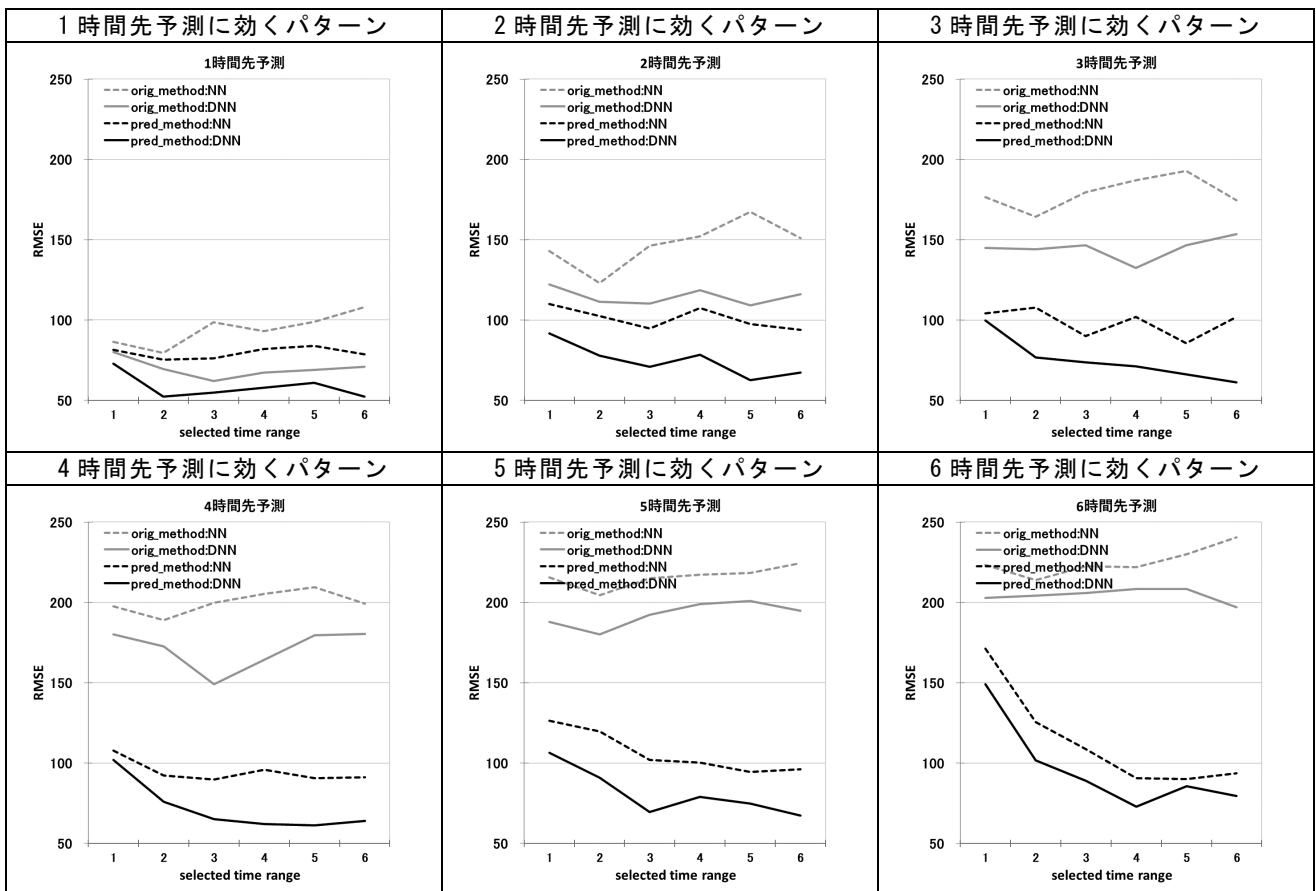 1時間先予測に効くパターン
2時間先予測に効くパターン
3時間先予測に効くパターン
1時間先予測
250
200
150
100
50
RMSE
orig_method:NN
orig_method:DNN
pred_method:NN
pred_method:DNN
1 2 3 4 5 6
selected time range
2時間先予測
250
200
150
100
50
RMSE
orig_method:NN
orig_method:DNN
pred_method:NN
pred_method:DNN
1 2 3 4 5 6
selected time range
3時間先予測
250
200
150
100
50
RMSE
orig_method:NN
orig_method:DNN
pred_method:NN
pred_method:DNN
1 2 3 4 5 6
selected time range
4時間先予測に効くパターン
5時間先予測に効くパターン
6時間先予測に効くパターン
4時間先予測
250
200
150
100
50
RMSE
orig_method:NN
orig_method:DNN
pred_method:NN
pred_method:DNN
1 2 3 4 5 6
selected time range
5時間先予測
250
200
150
100
50
RMSE
orig_method:NN
orig_method:DNN
pred_method:NN
pred_method:DNN
1 2 3 4 5 6
selected time range
6時間先予測
250
200
150
100
50
RMSE
orig_method:NN
orig_method:DNN
pred_method:NN
pred_method:DNN
1 2 3 4 5 6
selected time range